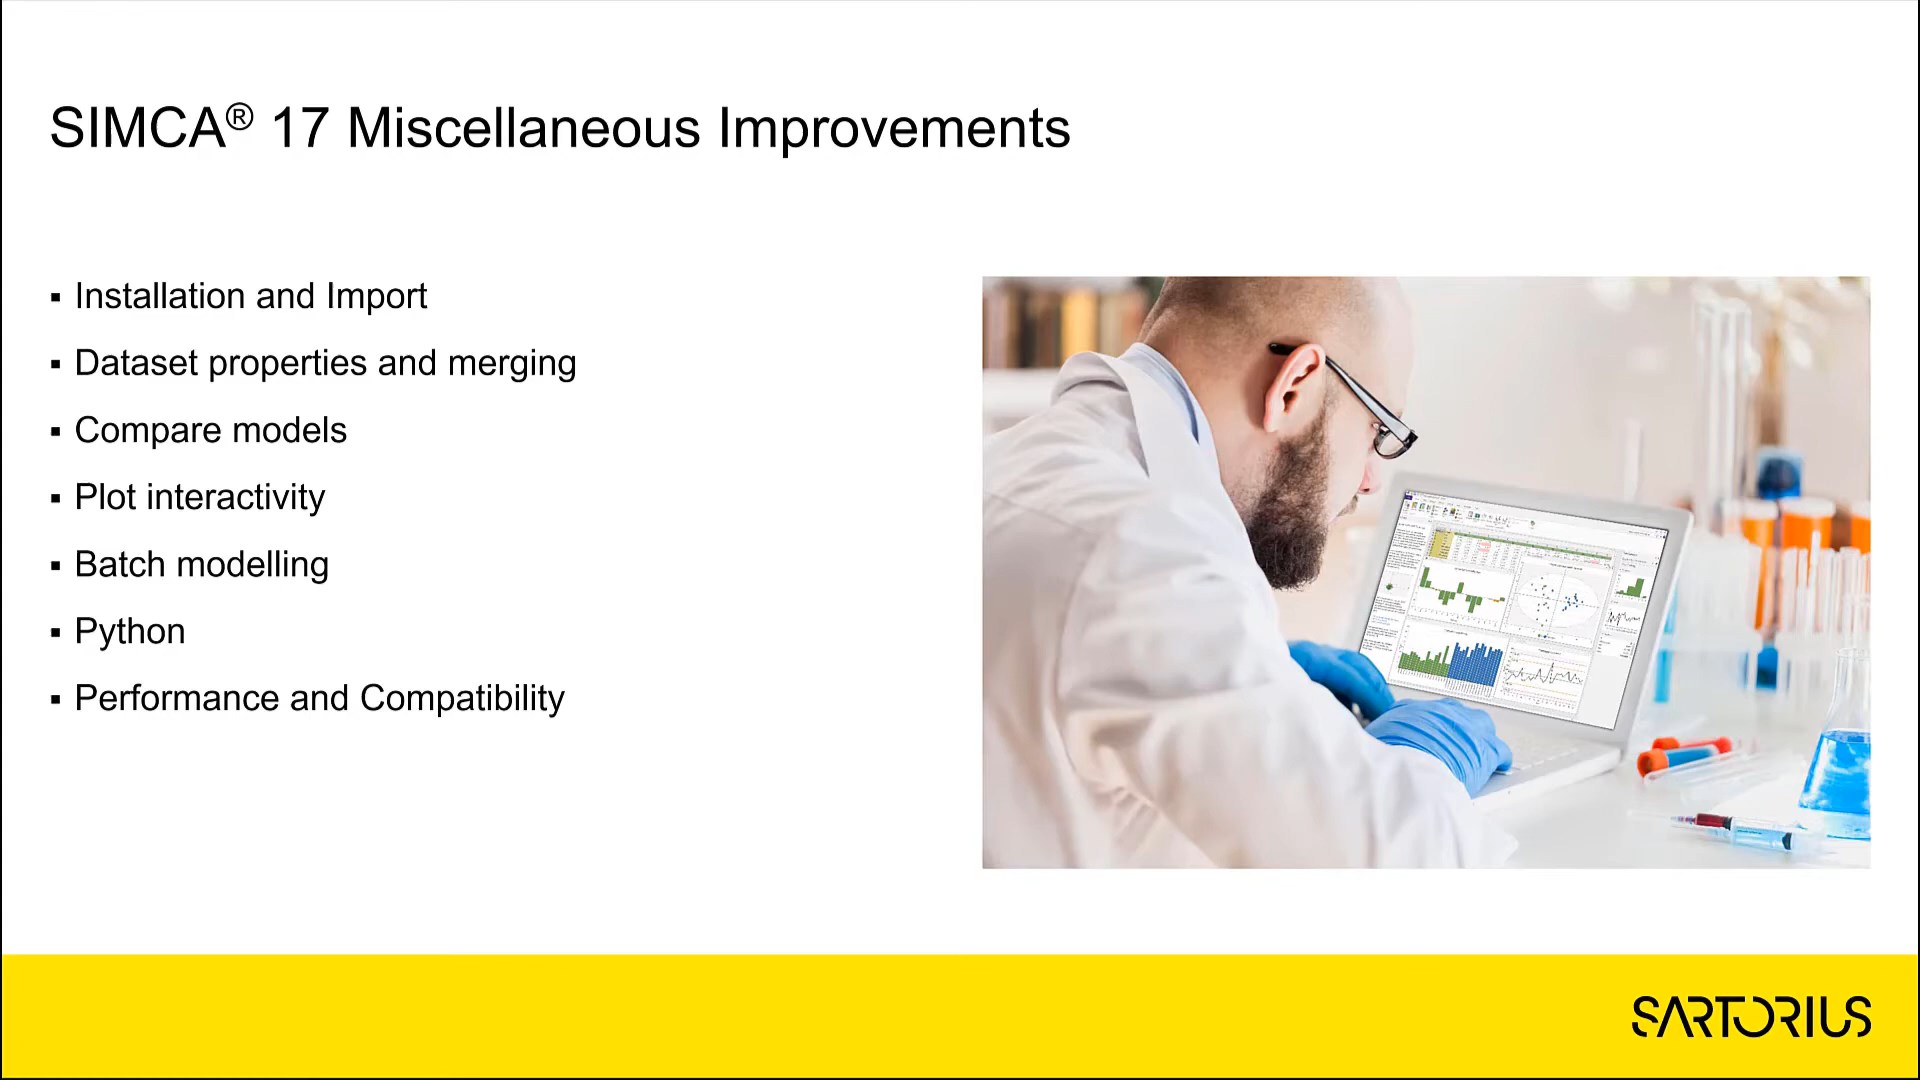 SIMCA® 17 Miscellaneous Improvements
▪ Installation and Import
▪ Dataset properties and merging
▪ Compare models
▪ Plot interactivity
▪ Batch modelling
▪ Python
▪ Performance and Compatibility
SARTORIUS